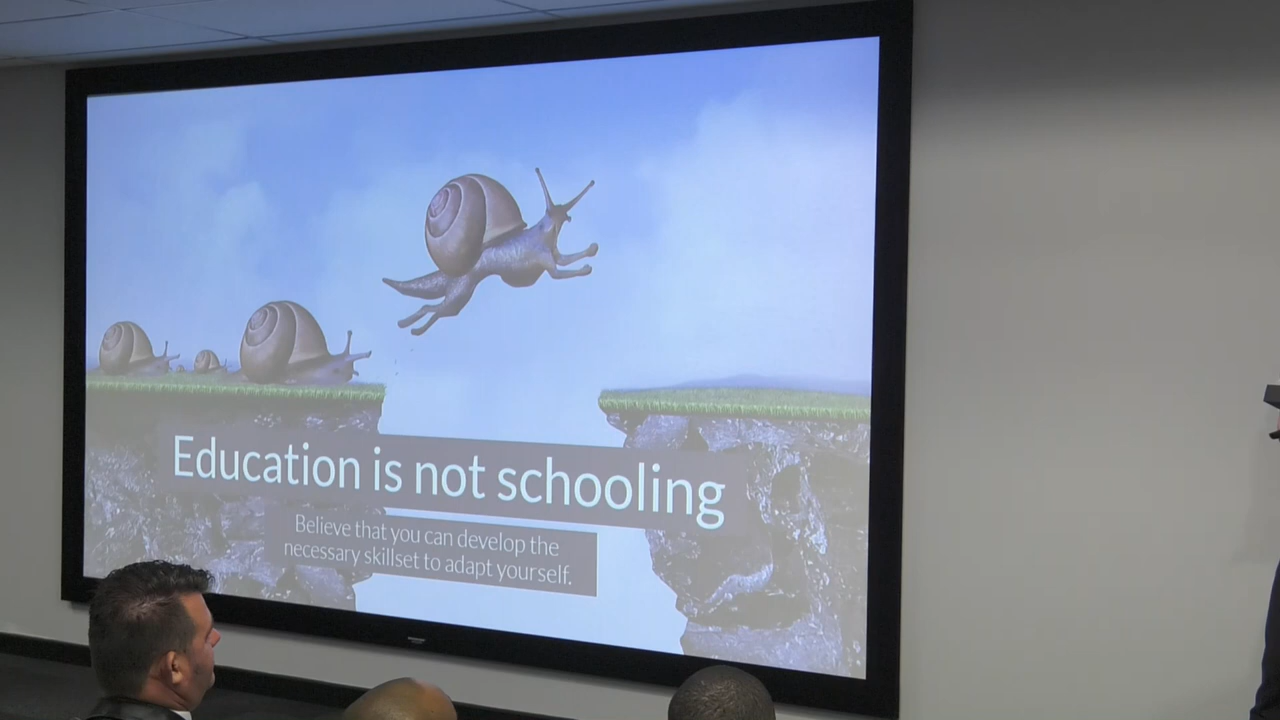 Education is not schooling
Believe that you can develop the
necessary skillset to adapt yourself.